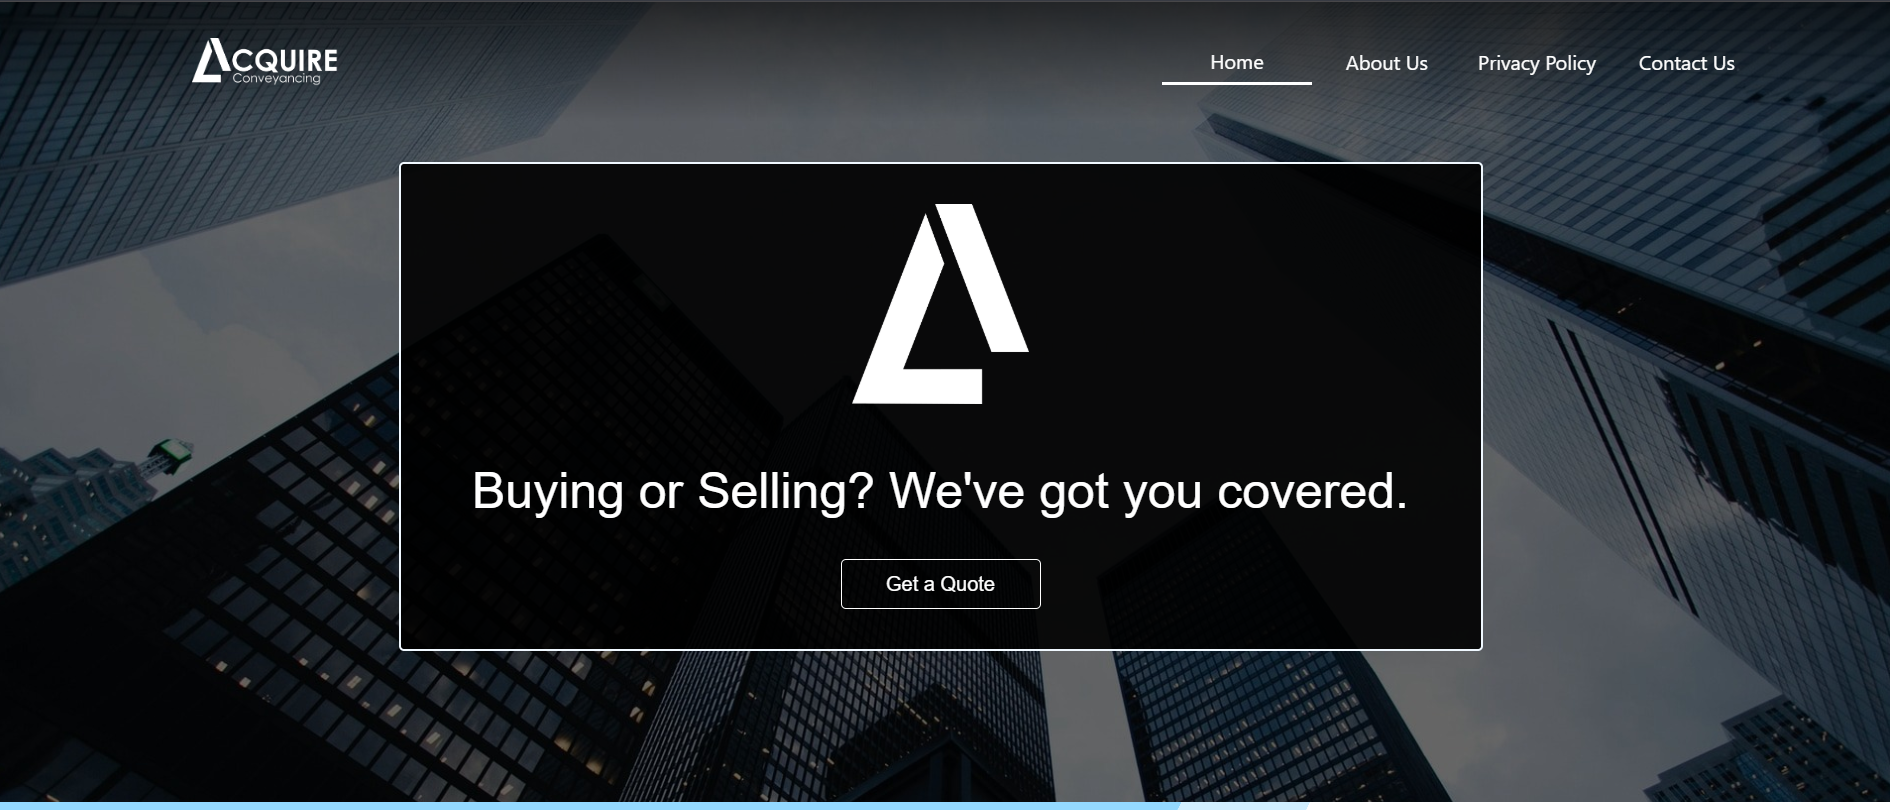 ACQUIRE
Conveyancing
Home About Us Privacy Policy Contact Us
Buying or Selling? We've got you covered.
Get a Quote